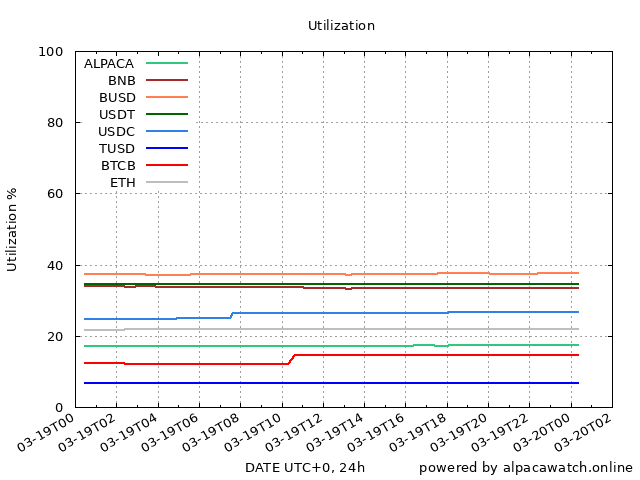 Utilization
100
80
60
40
20
0
Utilization %
ALPACA
BNB
BUSD
USDT
USDC
TUSD
BTCB
ETH
03-19T00
03-19T02
03-19T04
03-19T06
03-19T08
03-19T10
03-19T12
03-19T14
03-19T16
03-19T18
03-19T20
03-19T22
03-20T00
03-20T02
DATE UTC+0, 24h
powered by alpacawatch.online